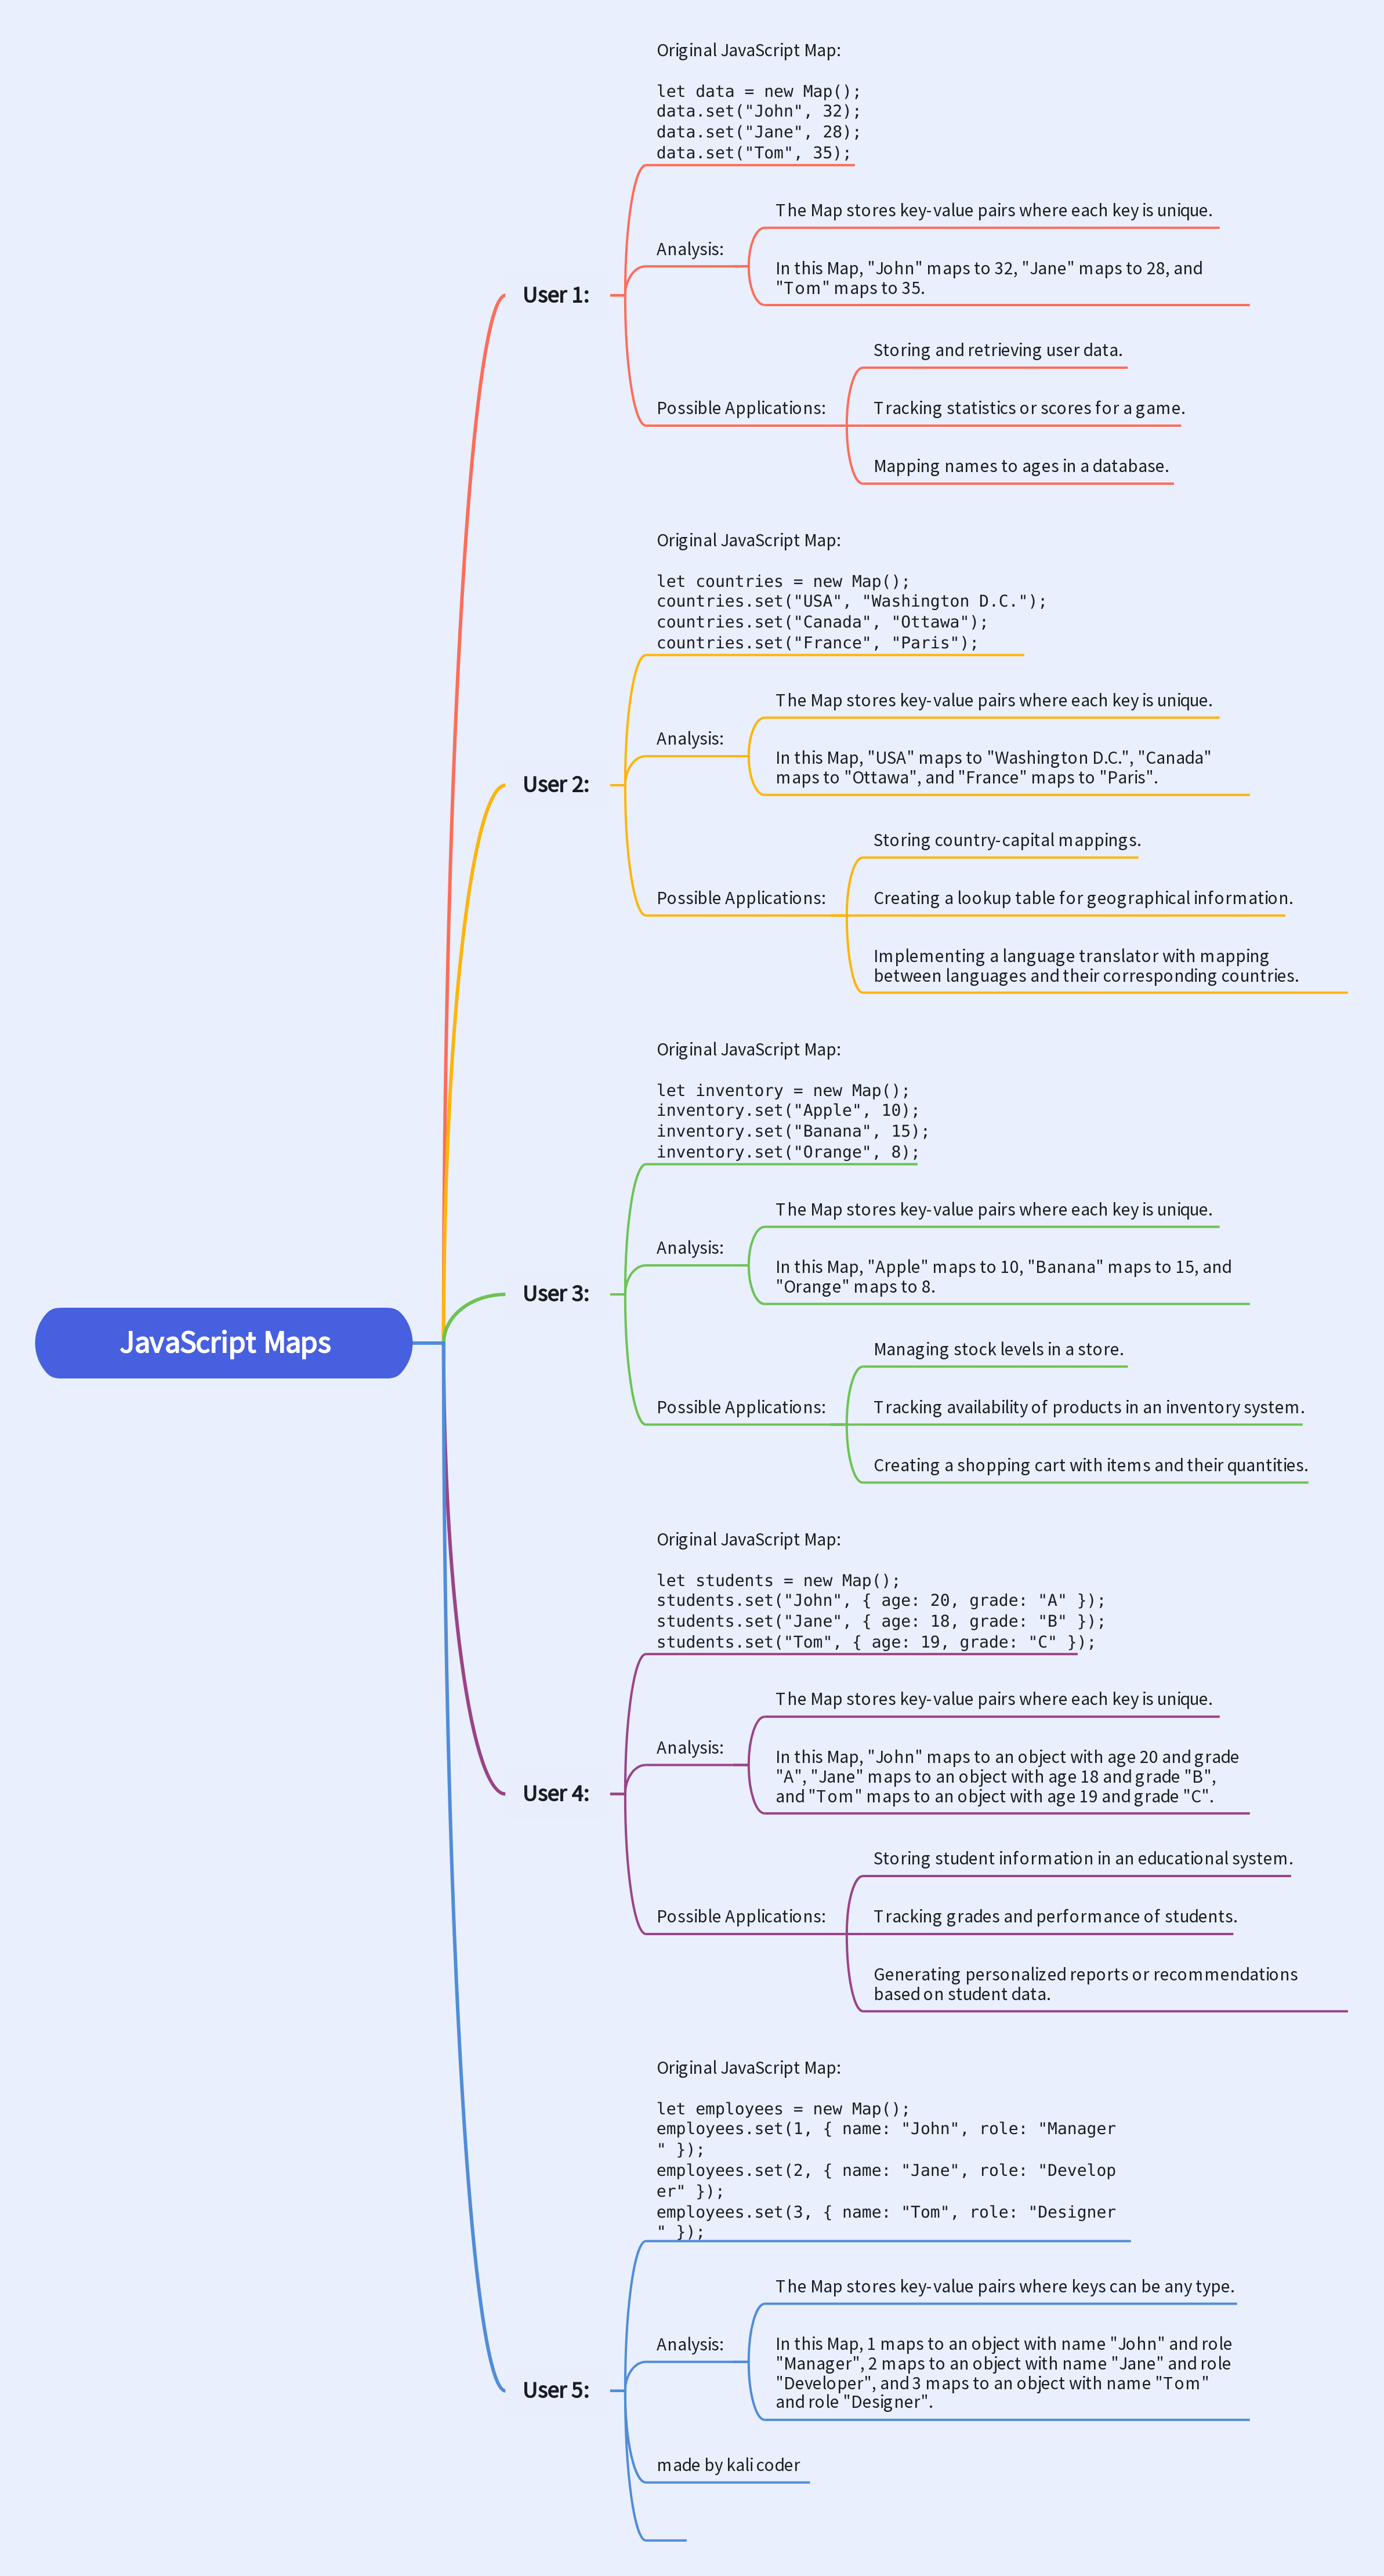 JavaScript Maps
User 1:
Original JavaScript Map:
let data = new Map();
data.set("John", 32);
data.set("Jane", 28);
data.set("Tom", 35);
Analysis:
The Map stores key-value pairs where each key is unique.
In this Map, "John" maps to 32, "Jane" maps to 28, and
"Tom" maps to 35.
Possible Applications:
Storing and retrieving user data.
Tracking statistics or scores for a game.
Mapping names to ages in a database.
User 2:
Original JavaScript Map:
let countries = new Map();
countries.set("USA", "Washington D.C.");
countries.set("Canada", "Ottawa");
countries.set("France", "Paris");
Analysis:
The Map stores key-value pairs where each key is unique.
In this Map, "USA" maps to "Washington D.C.", "Canada"
maps to "Ottawa", and "France" maps to "Paris".
Possible Applications:
Storing country-capital mappings.
Creating a lookup table for geographical information.
Implementing a language translator with mapping
between languages and their corresponding countries.
User 3:
Original JavaScript Map:
let inventory = new Map();
inventory.set("Apple", 10);
inventory.set("Banana", 15);
inventory.set("Orange", 8);
Analysis:
The Map stores key-value pairs where each key is unique.
In this Map, "Apple" maps to 10, "Banana" maps to 15, and
"Orange" maps to 8.
Possible Applications:
Managing stock levels in a store.
Tracking availability of products in an inventory system.
Creating a shopping cart with items and their quantities.
User 4:
Original JavaScript Map:
let students = new Map();
students.set("John", { age: 20, grade: "A" });
students.set("Jane", { age: 18, grade: "B" });
students.set("Tom", { age: 19, grade: "C" });
Analysis:
The Map stores key-value pairs where each key is unique.
In this Map, "John" maps to an object with age 20 and grade
"A", "Jane" maps to an object with age 18 and grade "B",
and "Tom" maps to an object with age 19 and grade "C".
Possible Applications:
Storing student information in an educational system.
Tracking grades and performance of students.
Generating personalized reports or recommendations
based on student data.
User 5:
Original JavaScript Map:
let employees = new Map();
employees.set(1, { name: "John", role: "Manager
" });
employees.set(2, { name: "Jane", role: "Develop
er" });
employees.set(3, { name: "Tom", role: "Designer
" });
Analysis:
The Map stores key-value pairs where keys can be any type.
In this Map, 1 maps to an object with name "John" and role
"Manager", 2 maps to an object with name "Jane" and role
"Developer", and 3 maps to an object with name "Tom"
and role "Designer".
made by kali coder